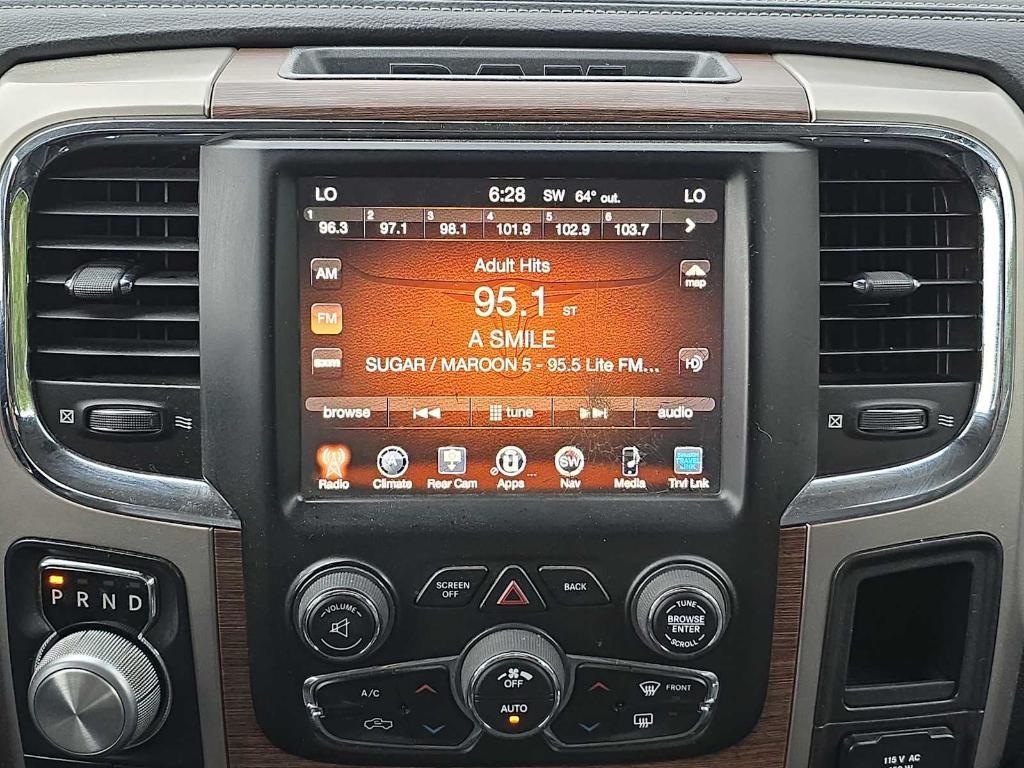 RAM
LO 6:28 SW 64° out. LO
1 2 3 4 5 6
96.3 97.1 98.1 101.9 102.9 103.7
Adult Hits
AM map
95.1 ST
FM
A SMILE
SUGAR / MAROON 5 - 95.5 Lite FM...
SXM HD
browse tune audio
A U SW
Radio Climate Rear Cam Apps ... Nav Media Trvl Lnk
P R N D
VOLUME
SCREEN OFF
BACK
TUNE
BROWSE
ENTER
SCROLL
A/C
OFF
AUTO
FRONT
115 V AC